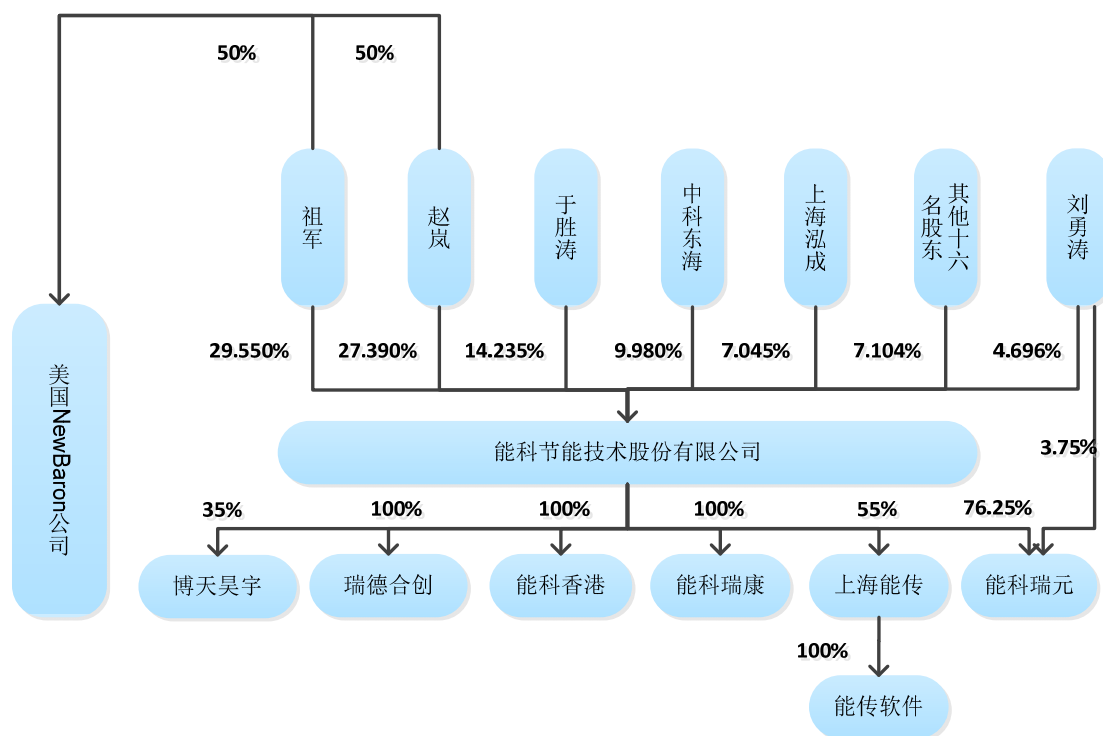 50%
50%
祖军
赵岚
于胜涛
中科东海
上海泓成
其他十六
名股东
刘勇涛
美国NewBaron公司
29.550%
27.390%
14.235%
9.980%
7.045%
7.104%
4.696%
3.75%
能科节能技术股份有限公司
35%
100%
100%
100%
55%
76.25%
博天昊宇
瑞德合创
能科香港
能科瑞康
上海能传
能科瑞元
100%
能传软件